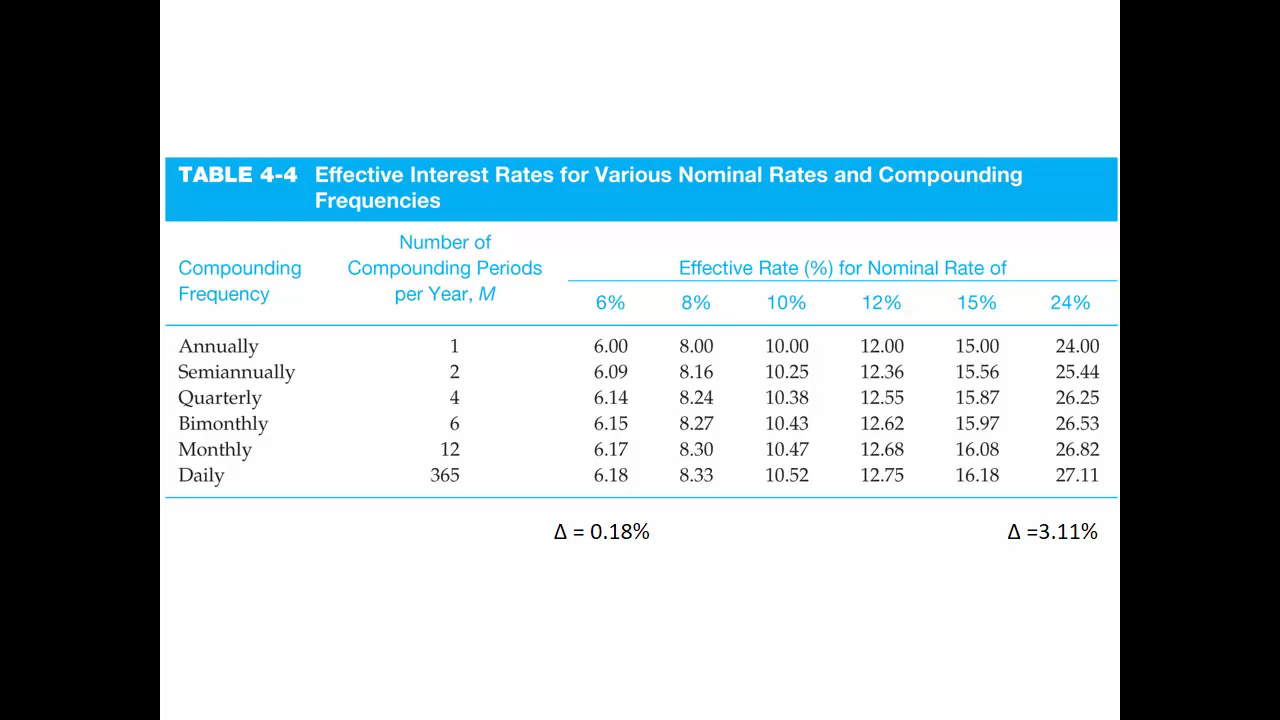 TABLE 4-4 Effective Interest Rates for Various Nominal Rates and Compounding
Frequencies
Number of
Compounding Compounding Periods Effective Rate (%) for Nominal Rate of
Frequency per Year, M 6% 8% 10% 12% 15% 24%
Annually 1 6.00 8.00 10.00 12.00 15.00 24.00
Semiannually 2 6.09 8.16 10.25 12.36 15.56 25.44
Quarterly 4 6.14 8.24 10.38 12.55 15.87 26.25
Bimonthly 6 6.15 8.27 10.43 12.62 15.97 26.53
Monthly 12 6.17 8.30 10.47 12.68 16.08 26.82
Daily 365 6.18 8.33 10.52 12.75 16.18 27.11
Δ = 0.18% Δ =3.11%